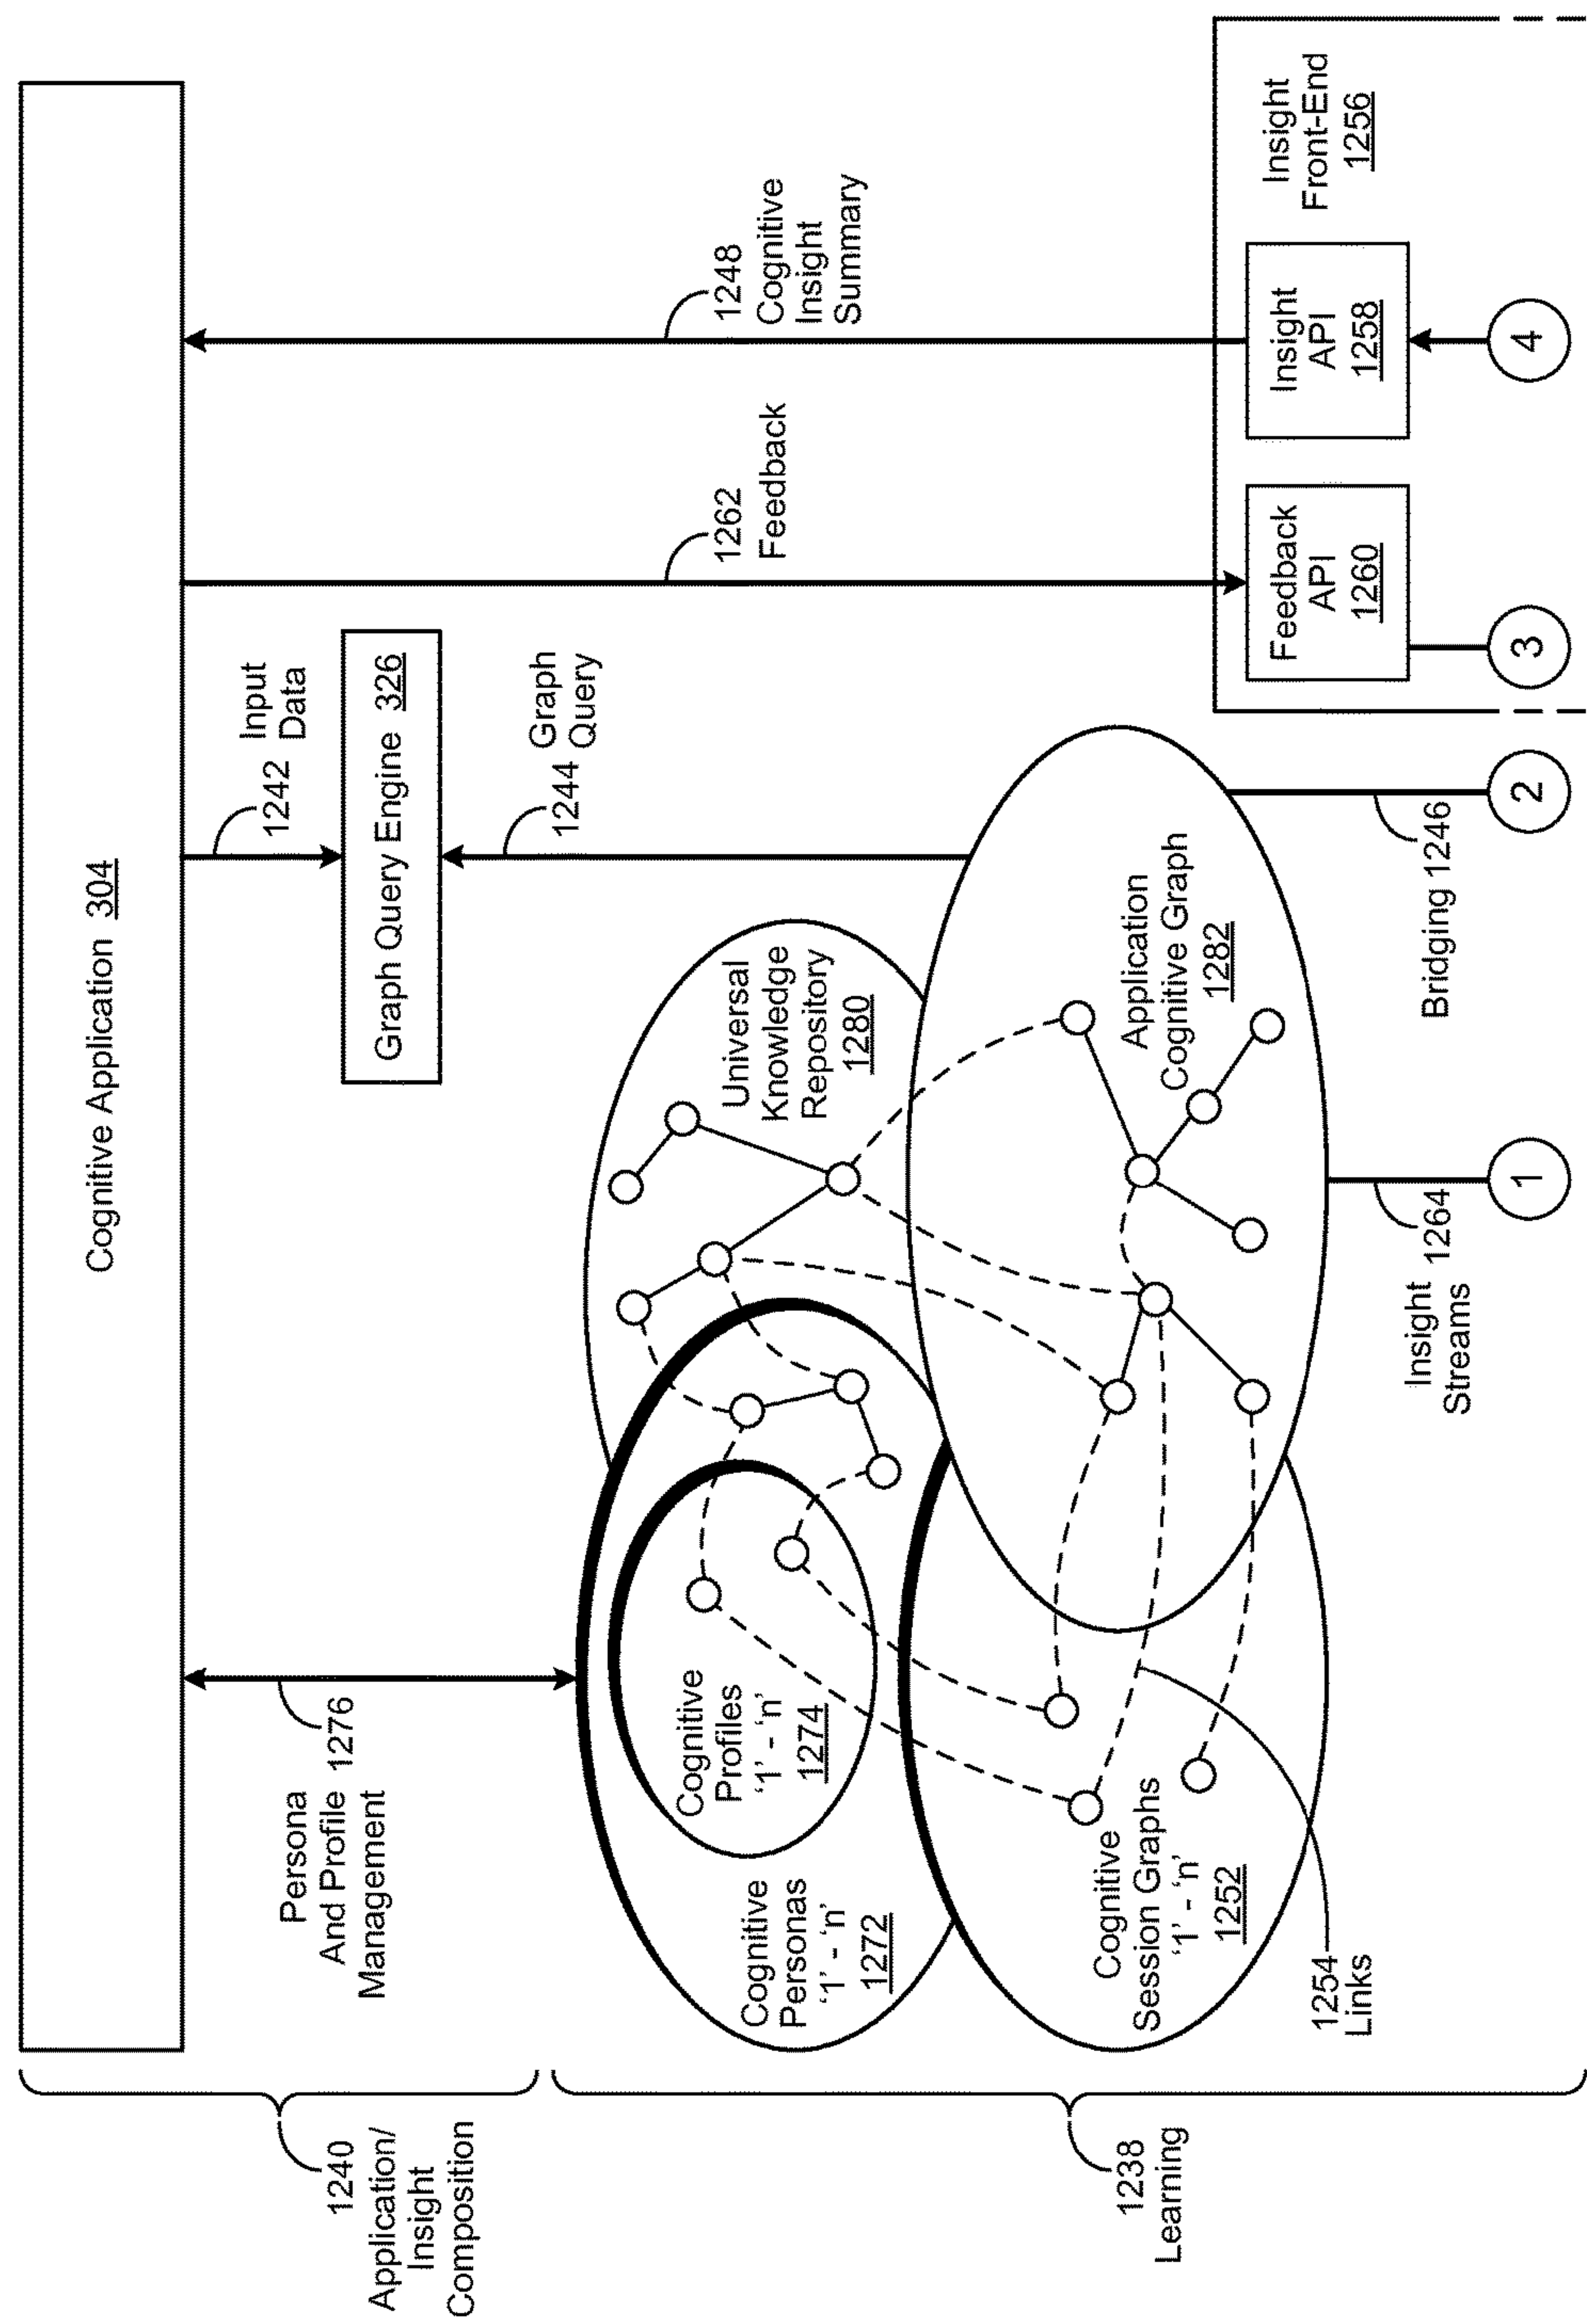 Cognitive Application 304
1240
Application/
Insight
Composition
Persona
And Profile 1276
Management
1242 Input
Data
Graph Query Engine 326
1244 Graph
Query
1262
Feedback
1248
Cognitive
Insight
Summary
1238
Learning
Cognitive
Personas
'1' - 'n'
1272
Cognitive
Profiles
'1' - 'n'
1274
Universal
Knowledge
Repository
1280
Cognitive
Session Graphs
'1' - 'n'
1252
Application
Cognitive Graph
1282
1254
Links
Insight
Streams
1264
Bridging 1246
Feedback
API
1260
Insight
API
1258
Insight
Front-End
1256
1
2
3
4